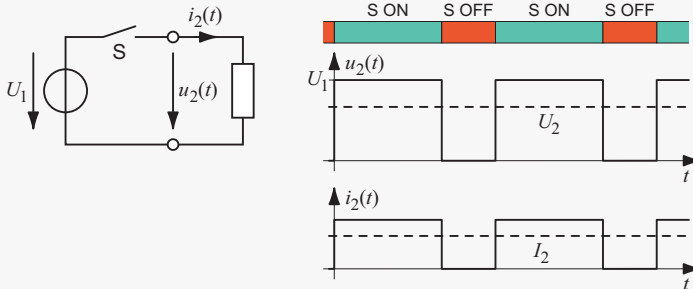 i2(t)
S
U1
u2(t)
S ON S OFF S ON S OFF
U1
u2(t)
U2
t
i2(t)
I2
t